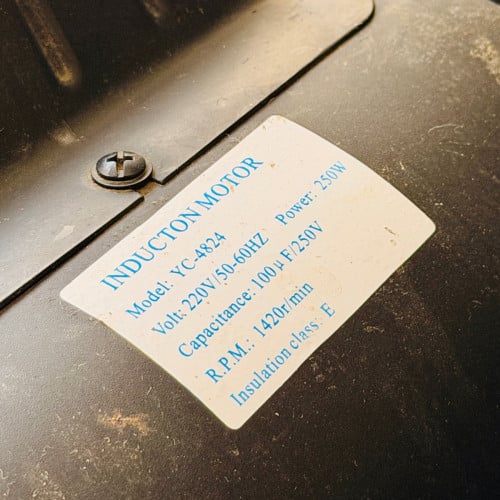 INDUCTON MOTOR
Model: YC-4824
Volt: 220V/50-60HZ Power: 250W
Capacitance: 100μF/250V
R.P.M.: 1420r/min
Insulation class: E